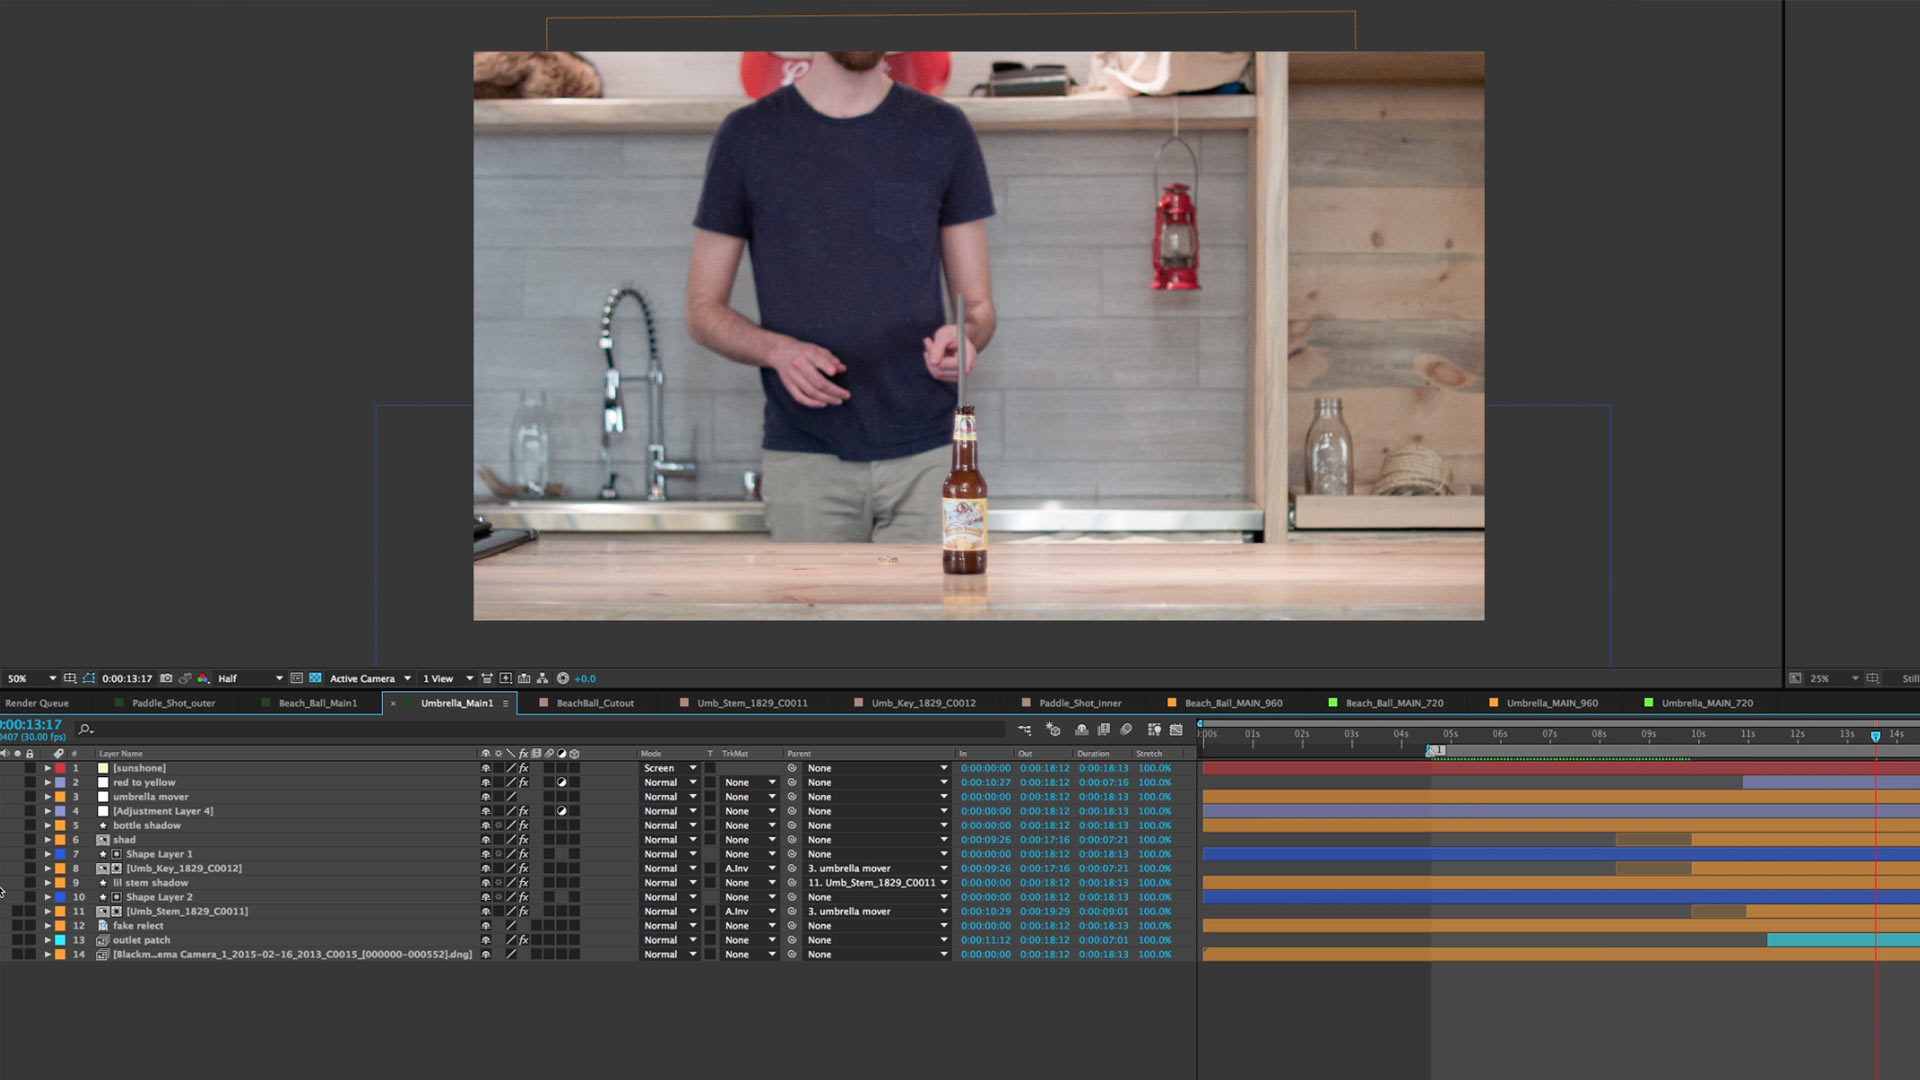 50% 0:00:13:17 Half Active Camera 1 View +0.0 25% Still
Render Queue Paddle_Shot_outer Beach_Ball_Main1 × Umbrella_Main1 BeachBall_Cutout Umb_Stem_1829_C0011 Umb_Key_1829_C0012 Paddle_Shot_inner Beach_Ball_MAIN_960 Beach_Ball_MAIN_720 Umbrella_MAIN_960 Umbrella_MAIN_720
0:00:13:17
0407 (30.00 fps)
:00s 01s 02s 03s 04s 05s 06s 07s 08s 09s 10s 11s 12s 13s 14s
1
# Layer Name fx Mode T TrkMat Parent In Out Duration Stretch
1 [sunshone] fx Screen None 0:00:00:00 0:00:18:12 0:00:18:13 100.0%
2 red to yellow fx Normal None None 0:00:10:27 0:00:18:12 0:00:07:16 100.0%
3 umbrella mover Normal None None 0:00:00:00 0:00:18:12 0:00:18:13 100.0%
4 [Adjustment Layer 4] fx Normal None None 0:00:00:00 0:00:18:12 0:00:18:13 100.0%
5 bottle shadow fx Normal None None 0:00:00:00 0:00:18:12 0:00:18:13 100.0%
6 shad fx Normal None None 0:00:09:26 0:00:17:16 0:00:07:21 100.0%
7 Shape Layer 1 fx Normal None None 0:00:00:00 0:00:18:12 0:00:18:13 100.0%
8 [Umb_Key_1829_C0012] fx Normal A.Inv 3. umbrella mover 0:00:09:26 0:00:17:16 0:00:07:21 100.0%
9 lil stem shadow fx Normal None 11. Umb_Stem_1829_C0011 0:00:00:00 0:00:18:12 0:00:18:13 100.0%
10 Shape Layer 2 fx Normal None None 0:00:00:00 0:00:18:12 0:00:18:13 100.0%
11 [Umb_Stem_1829_C0011] fx Normal A.Inv 3. umbrella mover 0:00:10:29 0:00:19:29 0:00:09:01 100.0%
12 fake relect Normal None None 0:00:00:00 0:00:18:12 0:00:18:13 100.0%
13 outlet patch fx Normal None None 0:00:11:12 0:00:18:12 0:00:07:01 100.0%
14 [Blackm...ema Camera_1_2015-02-16_2013_C0015_[000000-000552].dng] Normal None None 0:00:00:00 0:00:18:12 0:00:18:13 100.0%